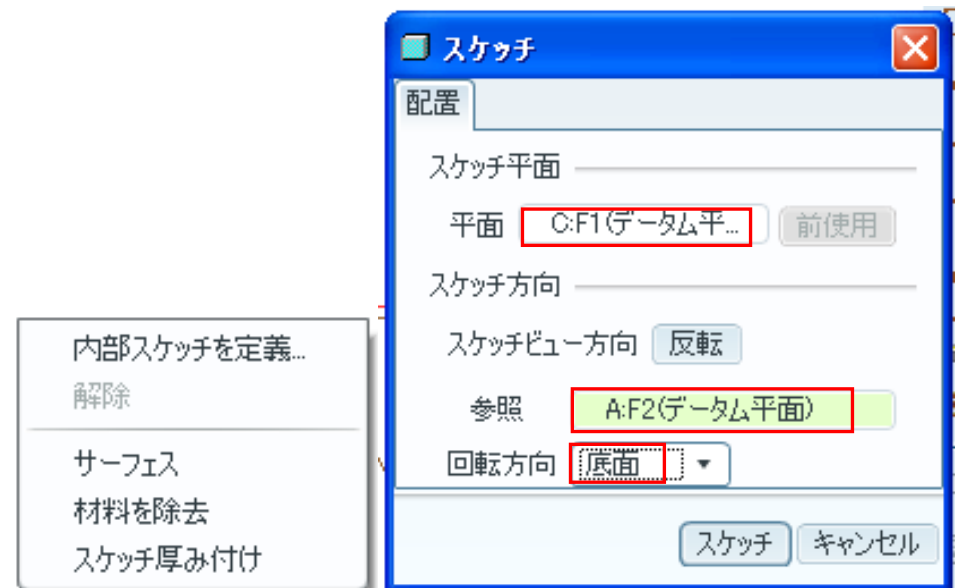 スケッチ
配置
スケッチ平面
平面 C:F1(データム平... 前使用
スケッチ方向
スケッチビュー方向 反転
参照 A:F2(データム平面)
回転方向 底面
スケッチ キャンセル
内部スケッチを定義...
解除
サーフェス
材料を除去
スケッチ厚み付け